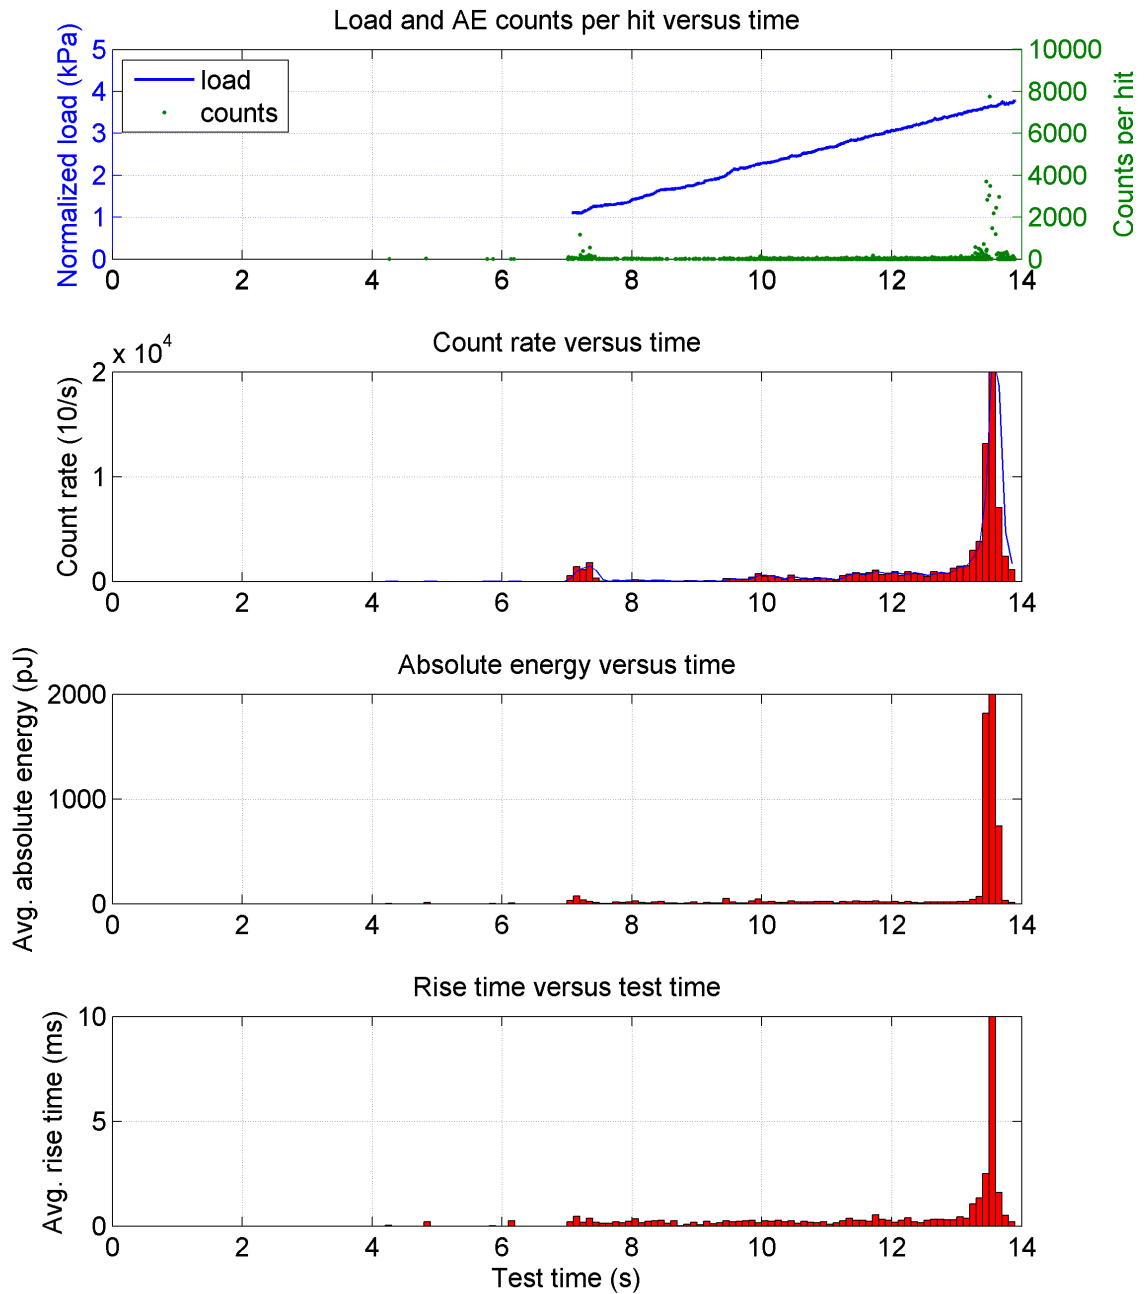 Load and AE counts per hit versus time
Normalized load (kPa)
5
4
3
2
1
0
load
counts
10000
8000
6000
4000
2000
0
Counts per hit
0 2 4 6 8 10 12 14
Count rate versus time
x 10^4
Count rate (10/s)
2
1
0
0 2 4 6 8 10 12 14
Absolute energy versus time
Avg. absolute energy (pJ)
2000
1000
0
0 2 4 6 8 10 12 14
Rise time versus test time
Avg. rise time (ms)
10
5
0
0 2 4 6 8 10 12 14
Test time (s)